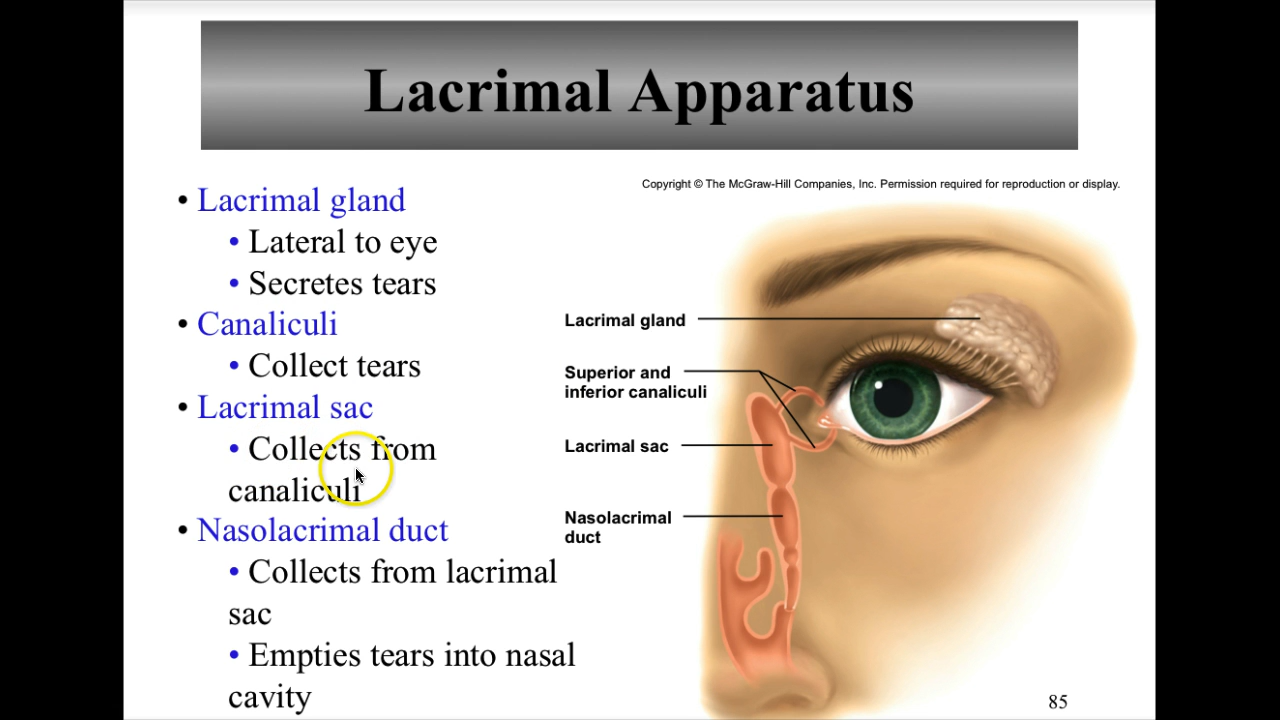 Lacrimal Apparatus
Copyright © The McGraw-Hill Companies, Inc. Permission required for reproduction or display.
• Lacrimal gland
• Lateral to eye
• Secretes tears
• Canaliculi
• Collect tears
• Lacrimal sac
• Collects from
canaliculi
• Nasolacrimal duct
• Collects from lacrimal
sac
• Empties tears into nasal
cavity
Lacrimal gland
Superior and
inferior canaliculi
Lacrimal sac
Nasolacrimal
duct
85